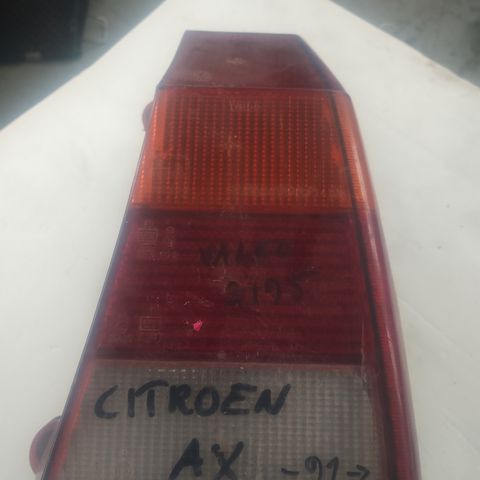 VALEO
2195
CITROEN
AX -91->